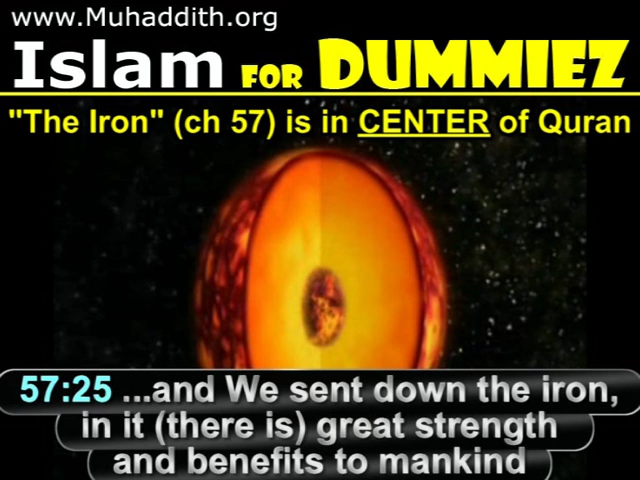 www.Muhaddith.org
Islam FOR DUMMIEZ
"The Iron" (ch 57) is in CENTER of Quran
57:25 ...and We sent down the iron,
in it (there is) great strength
and benefits to mankind